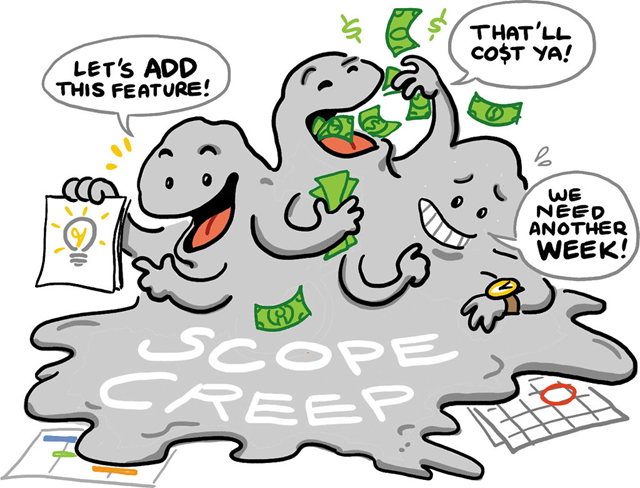 LET'S ADD
THIS FEATURE!
THAT'LL
CO$T YA!
WE
NEED
ANOTHER
WEEK!
SCOPE
CREEP